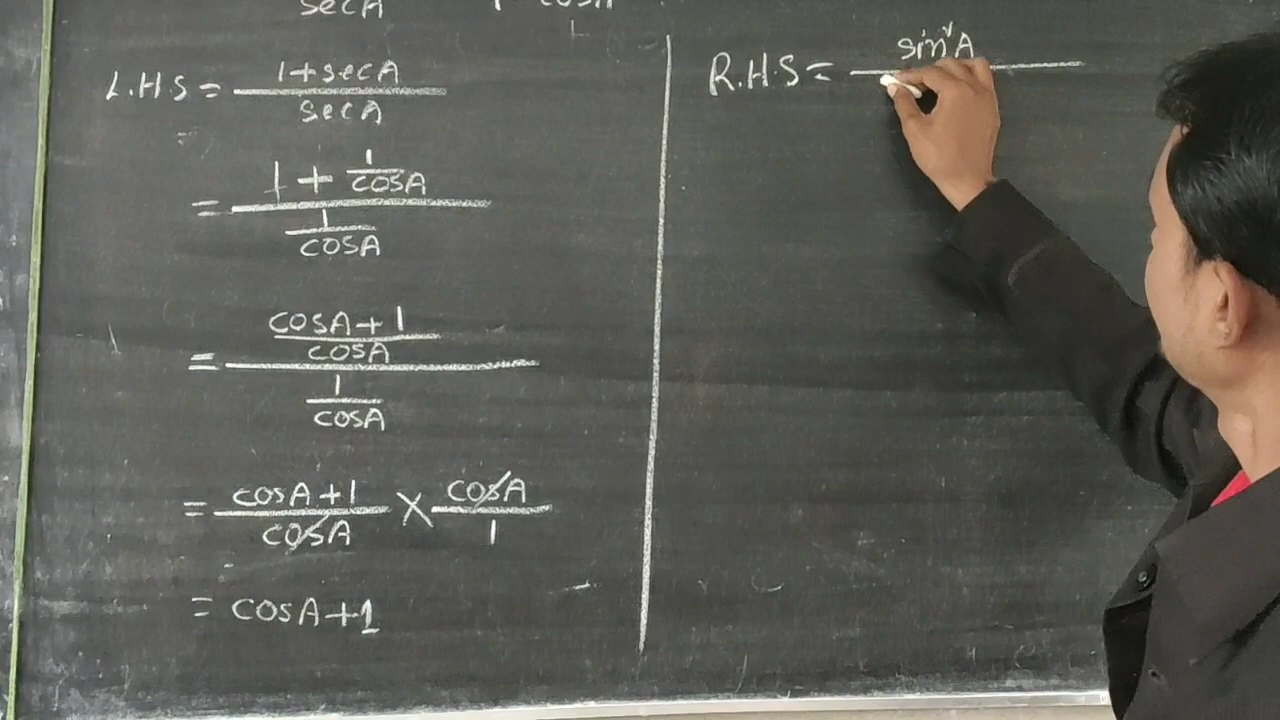 secA
L.H.S = (1+secA)/(secA)
= (1 + 1/cosA)/(1/cosA)
= ((cosA+1)/cosA)/(1/cosA)
= (cosA+1)/cosA × cosA/1
= cosA+1
R.H.S = sin²A